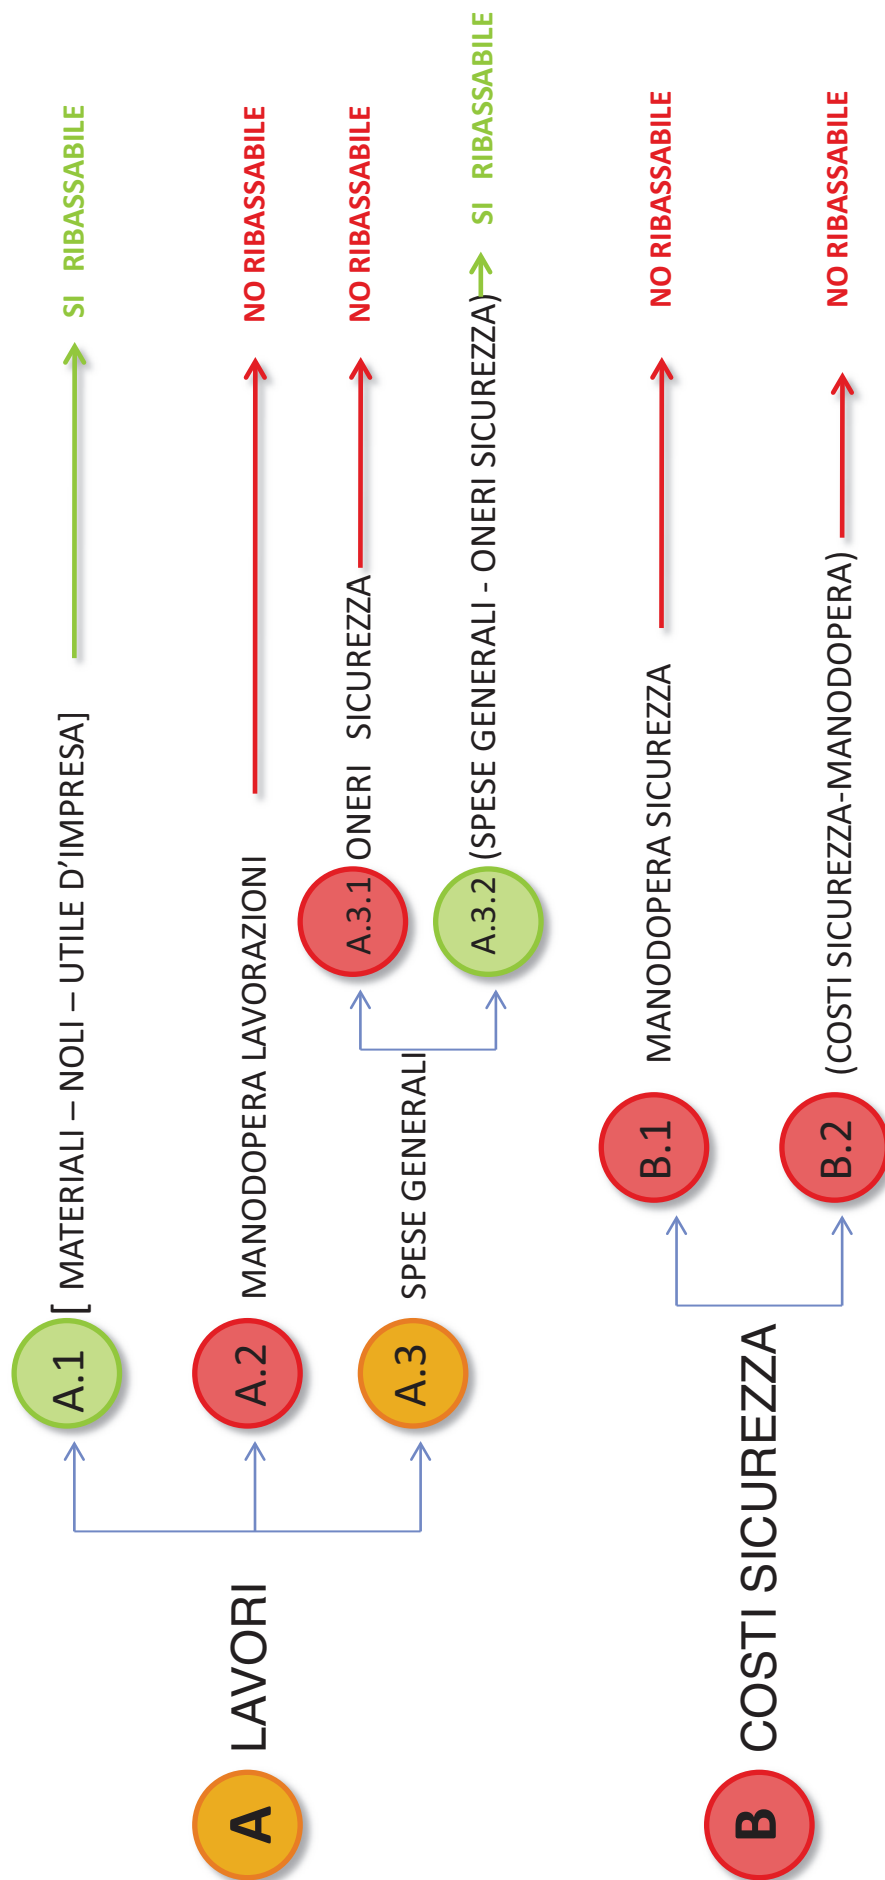 A LAVORI
A.1 [ MATERIALI – NOLI – UTILE D’IMPRESA] SI RIBASSABILE
A.2 MANODOPERA LAVORAZIONI NO RIBASSABILE
A.3 SPESE GENERALI
A.3.1 ONERI SICUREZZA NO RIBASSABILE
A.3.2 (SPESE GENERALI - ONERI SICUREZZA) SI RIBASSABILE
B COSTI SICUREZZA
B.1 MANODOPERA SICUREZZA NO RIBASSABILE
B.2 (COSTI SICUREZZA-MANODOPERA) NO RIBASSABILE